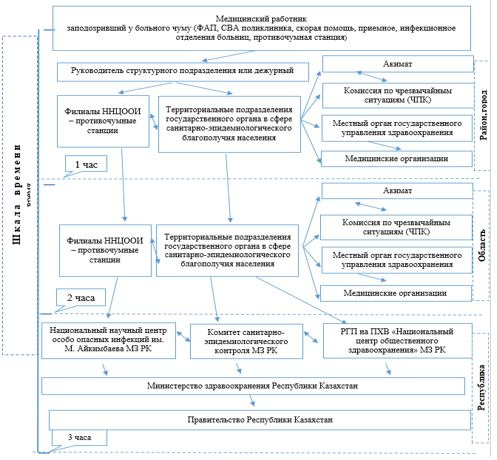 Медицинский работник
заподозривший у больного чуму (ФАП, СВА поликлиника, скорая помощь, приемное, инфекционное
отделения больниц, противочумная станция)
Руководитель структурного подразделения или дежурный
Акимат
Комиссия по чрезвычайным
ситуациям (ЧПК)
Местный орган государственного
управления здравоохранения
Медицинские организации
Филиалы ННЦООИ
– противочумные
станции
Территориальные подразделения
государственного органа в сфере
санитарно-эпидемиологического
благополучия населения
1 час
Район,город
Шкала времени
Акимат
Комиссия по чрезвычайным
ситуациям (ЧПК)
Местный орган государственного
управления здравоохранения
Медицинские организации
Филиалы ННЦООИ
– противочумные
станции
Территориальные подразделения
государственного органа в сфере
санитарно-эпидемиологического
благополучия населения
2 часа
Область
Национальный научный центр
особо опасных инфекций им.
М. Айкимбаева МЗ РК
Комитет санитарно-
эпидемиологического
контроля МЗ РК
РГП на ПХВ «Национальный
центр общественного
здравоохранения» МЗ РК
Министерство здравоохранения Республики Казахстан
Правительство Республики Казахстан
3 часа
Республика